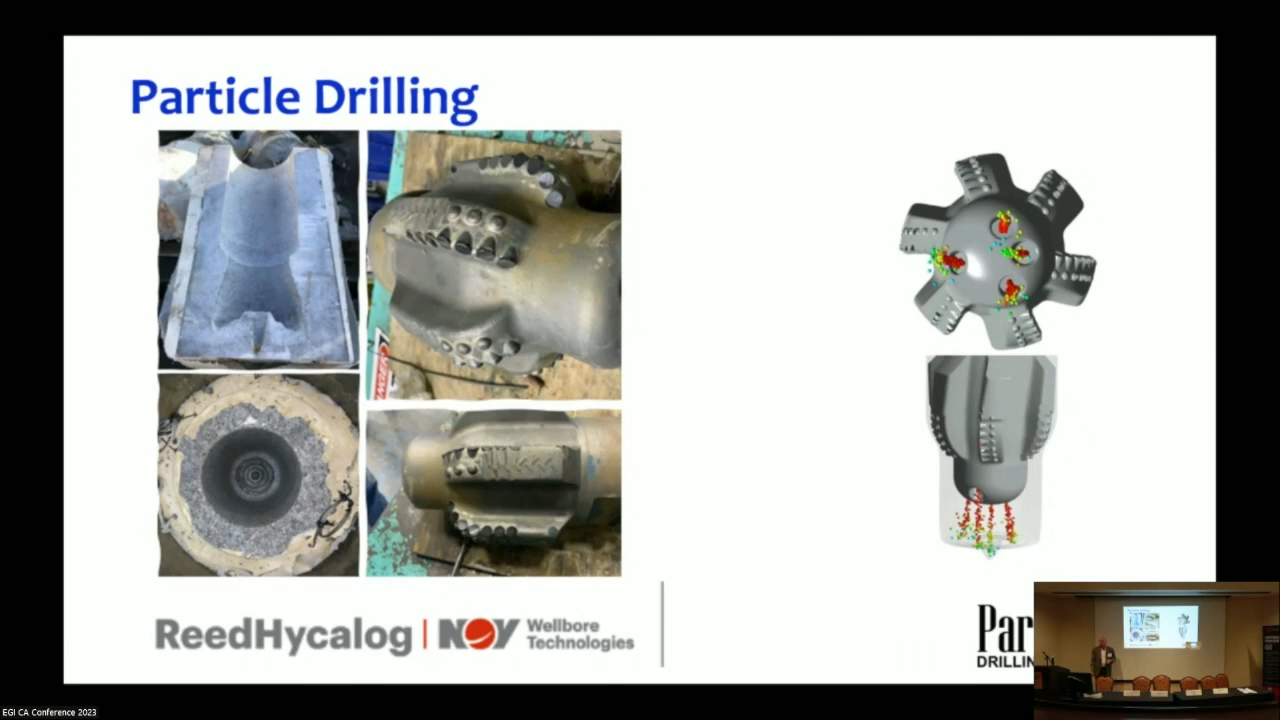 Particle Drilling
ReedHycalog | NOV Wellbore Technologies
Par
DRILLIN
EGI CA Conference 2023